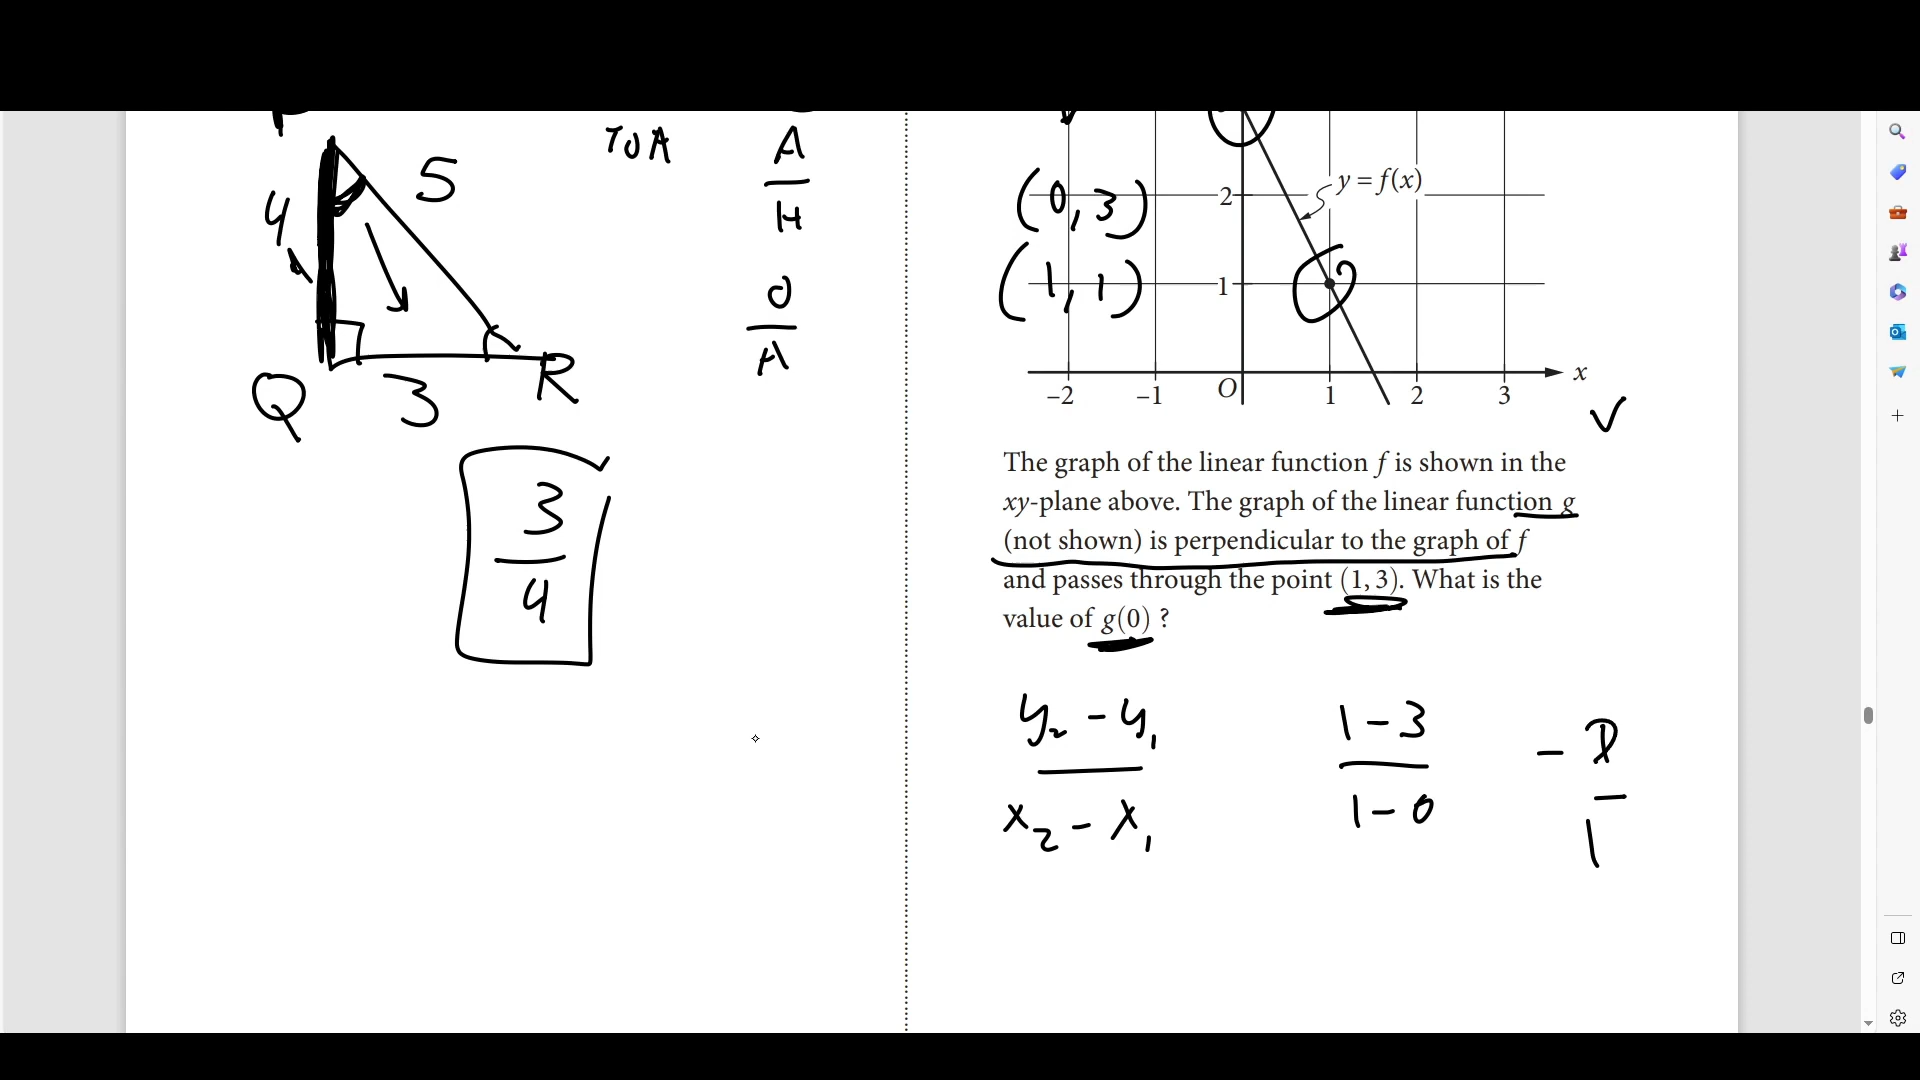 TOA
A
H
5
4
O
A
Q
3
R
3
4
(0, 3)
(1, 1)
2
1
y = f(x)
O
x
–2 –1 1 2 3
The graph of the linear function f is shown in the
xy-plane above. The graph of the linear function g
(not shown) is perpendicular to the graph of f
and passes through the point (1, 3). What is the
value of g(0) ?
y₂ - y₁
x₂ - x₁
1 - 3
1 - 0
-
1